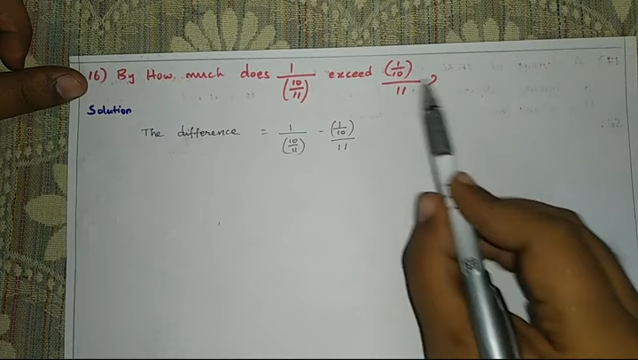 16) By How much does 1/(10/11) exceed (1/10)/11 ?
Solution
The difference = 1/(10/11) - (1/10)/11